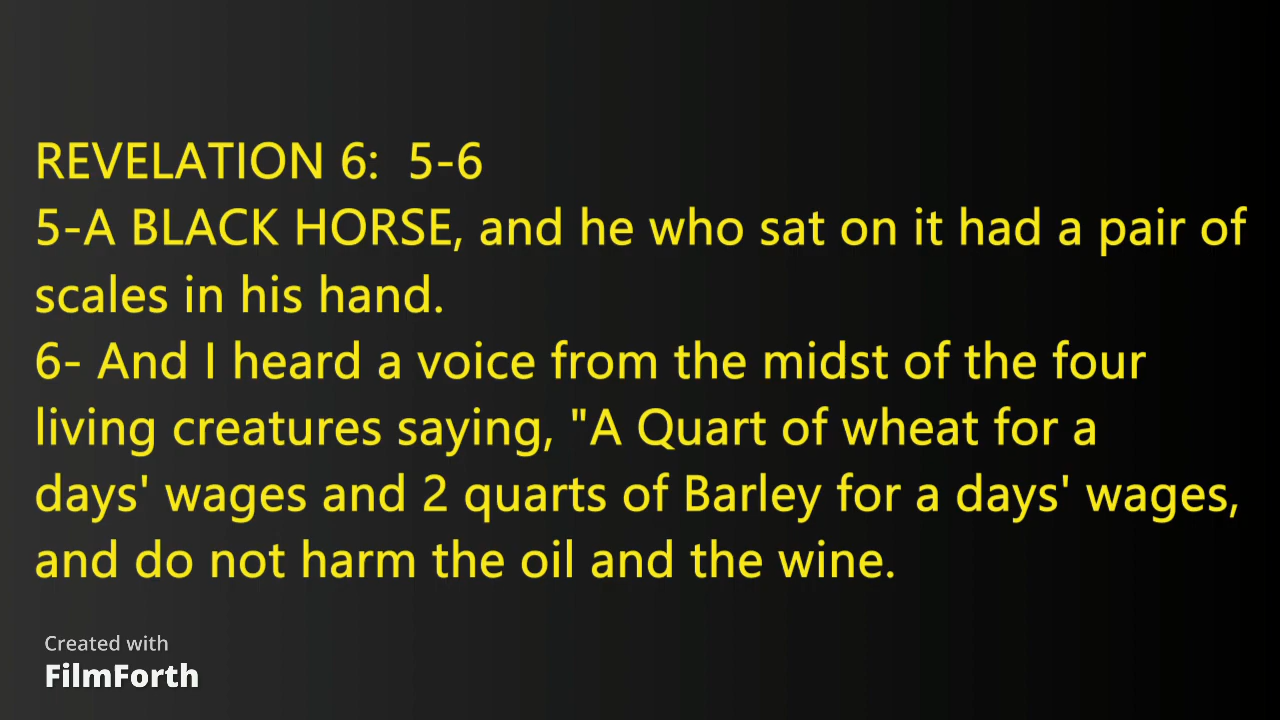 REVELATION 6:  5-6
5-A BLACK HORSE, and he who sat on it had a pair of
scales in his hand.
6- And I heard a voice from the midst of the four
living creatures saying, "A Quart of wheat for a
days' wages and 2 quarts of Barley for a days' wages,
and do not harm the oil and the wine.
Created with
FilmForth